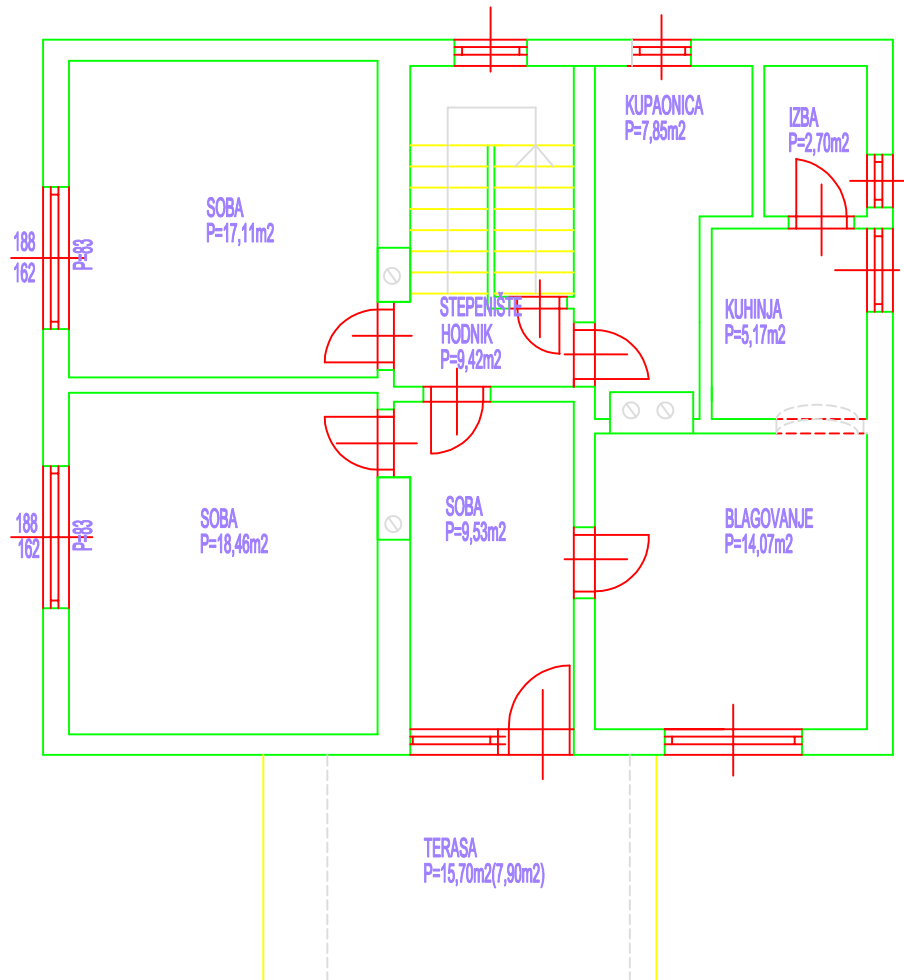 KUPAONICA
P=7,85m2
IZBA
P=2,70m2
SOBA
P=17,11m2
188
162
P=83
STEPENIŠTE
HODNIK
P=9,42m2
KUHINJA
P=5,17m2
SOBA
P=18,46m2
188
162
P=83
SOBA
P=9,53m2
BLAGOVANJE
P=14,07m2
TERASA
P=15,70m2(7,90m2)